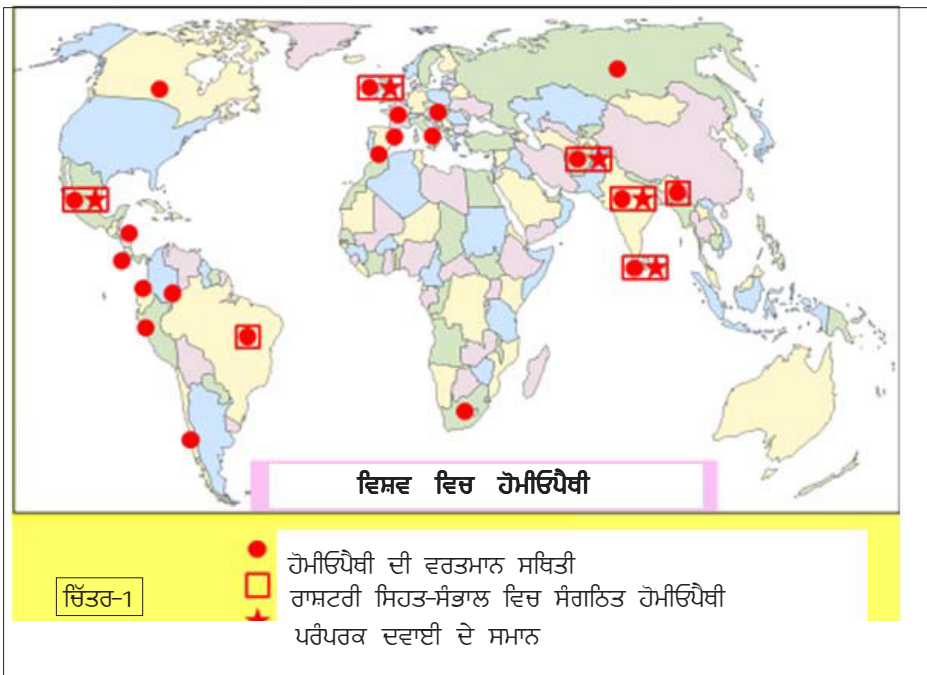 ਵਿਸ਼ਵ ਵਿਚ ਹੋਮੀਓਪੈਥੀ
ਹੋਮੀਓਪੈਥੀ ਦੀ ਵਰਤਮਾਨ ਸਥਿਤੀ
ਚਿੱਤਰ-1
ਰਾਸ਼ਟਰੀ ਸਿਹਤ-ਸੰਭਾਲ ਵਿਚ ਸੰਗਠਿਤ ਹੋਮੀਓਪੈਥੀ
ਪਰੰਪਰਕ ਦਵਾਈ ਦੇ ਸਮਾਨ